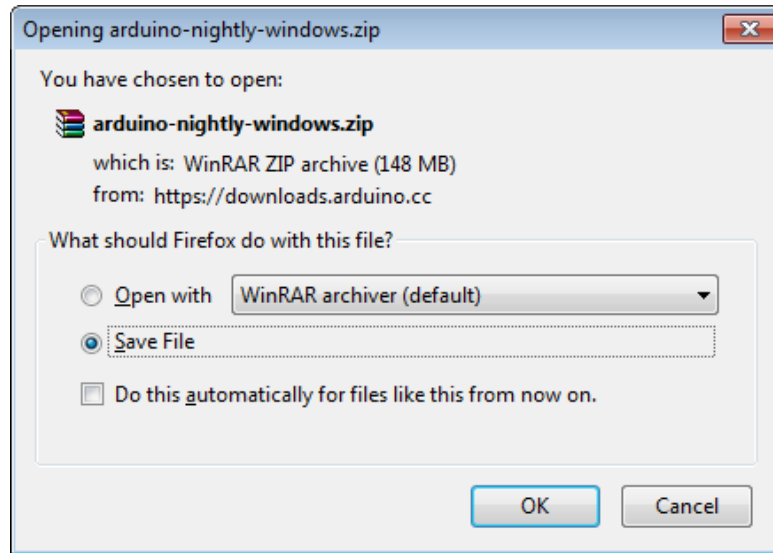 Opening arduino-nightly-windows.zip
You have chosen to open:
arduino-nightly-windows.zip
which is: WinRAR ZIP archive (148 MB)
from: https://downloads.arduino.cc
What should Firefox do with this file?
Open with WinRAR archiver (default)
Save File
Do this automatically for files like this from now on.
OK Cancel